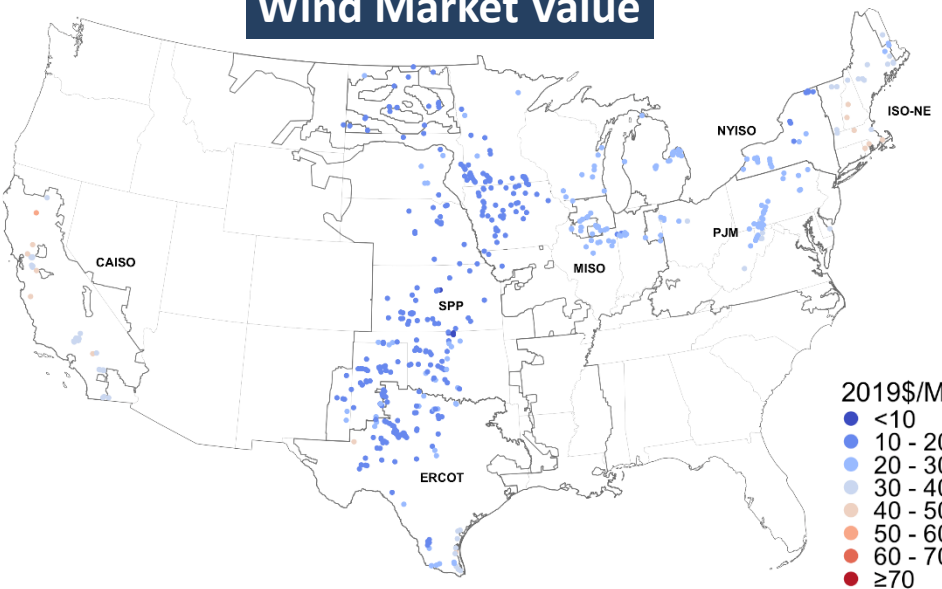 Wind Market Value
ISO-NE
NYISO
PJM
CAISO
MISO
SPP
ERCOT
2019$/M
<10
10 - 20
20 - 30
30 - 40
40 - 50
50 - 60
60 - 70
≥70